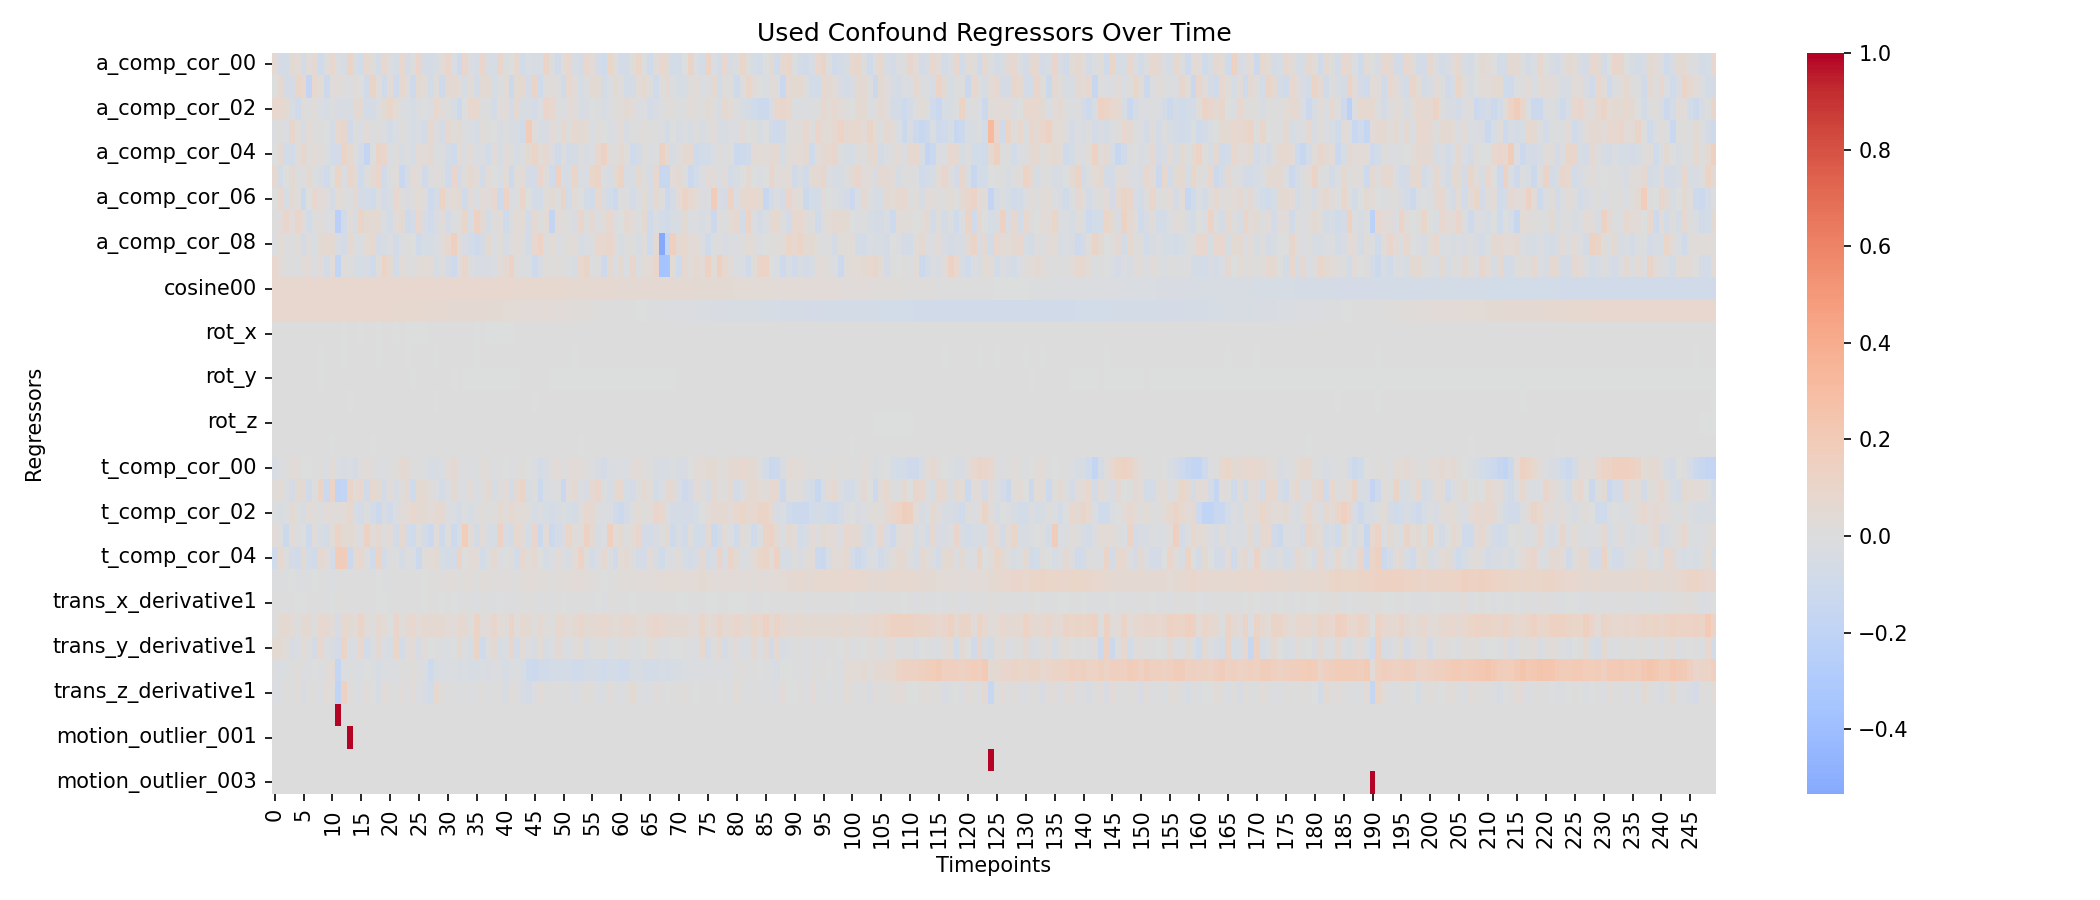 Used Confound Regressors Over Time
a_comp_cor_00
a_comp_cor_02
a_comp_cor_04
a_comp_cor_06
a_comp_cor_08
cosine00
rot_x
rot_y
rot_z
t_comp_cor_00
t_comp_cor_02
t_comp_cor_04
trans_x_derivative1
trans_y_derivative1
trans_z_derivative1
motion_outlier_001
motion_outlier_003
Regressors
0 5 10 15 20 25 30 35 40 45 50 55 60 65 70 75 80 85 90 95 100 105 110 115 120 125 130 135 140 145 150 155 160 165 170 175 180 185 190 195 200 205 210 215 220 225 230 235 240 245
Timepoints
1.0
0.8
0.6
0.4
0.2
0.0
−0.2
−0.4